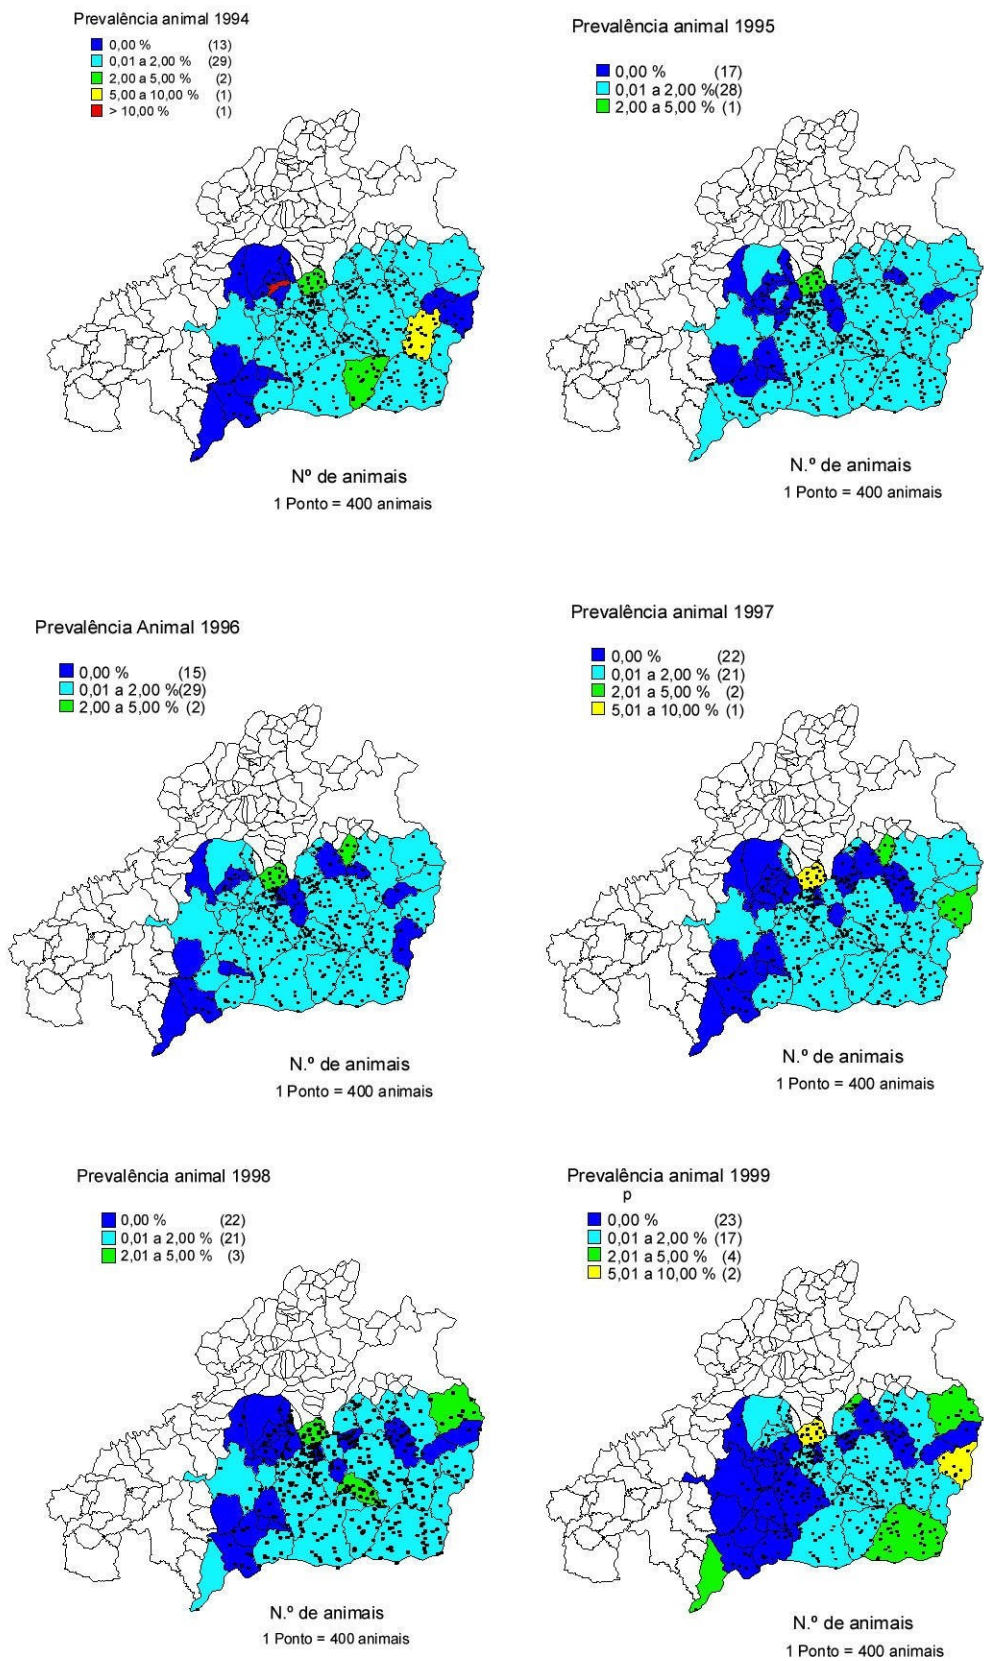 Prevalência animal 1994
0,00 % (13)
0,01 a 2,00 % (29)
2,00 a 5,00 % (2)
5,00 a 10,00 % (1)
> 10,00 % (1)
Nº de animais
1 Ponto = 400 animais
Prevalência animal 1995
0,00 % (17)
0,01 a 2,00 %(28)
2,00 a 5,00 % (1)
N.º de animais
1 Ponto = 400 animais
Prevalência Animal 1996
0,00 % (15)
0,01 a 2,00 %(29)
2,00 a 5,00 % (2)
N.º de animais
1 Ponto = 400 animais
Prevalência animal 1997
0,00 % (22)
0,01 a 2,00 % (21)
2,01 a 5,00 % (2)
5,01 a 10,00 % (1)
N.º de animais
1 Ponto = 400 animais
Prevalência animal 1998
0,00 % (22)
0,01 a 2,00 % (21)
2,01 a 5,00 % (3)
N.º de animais
1 Ponto = 400 animais
Prevalência animal 1999
p
0,00 % (23)
0,01 a 2,00 % (17)
2,01 a 5,00 % (4)
5,01 a 10,00 % (2)
N.º de animais
1 Ponto = 400 animais